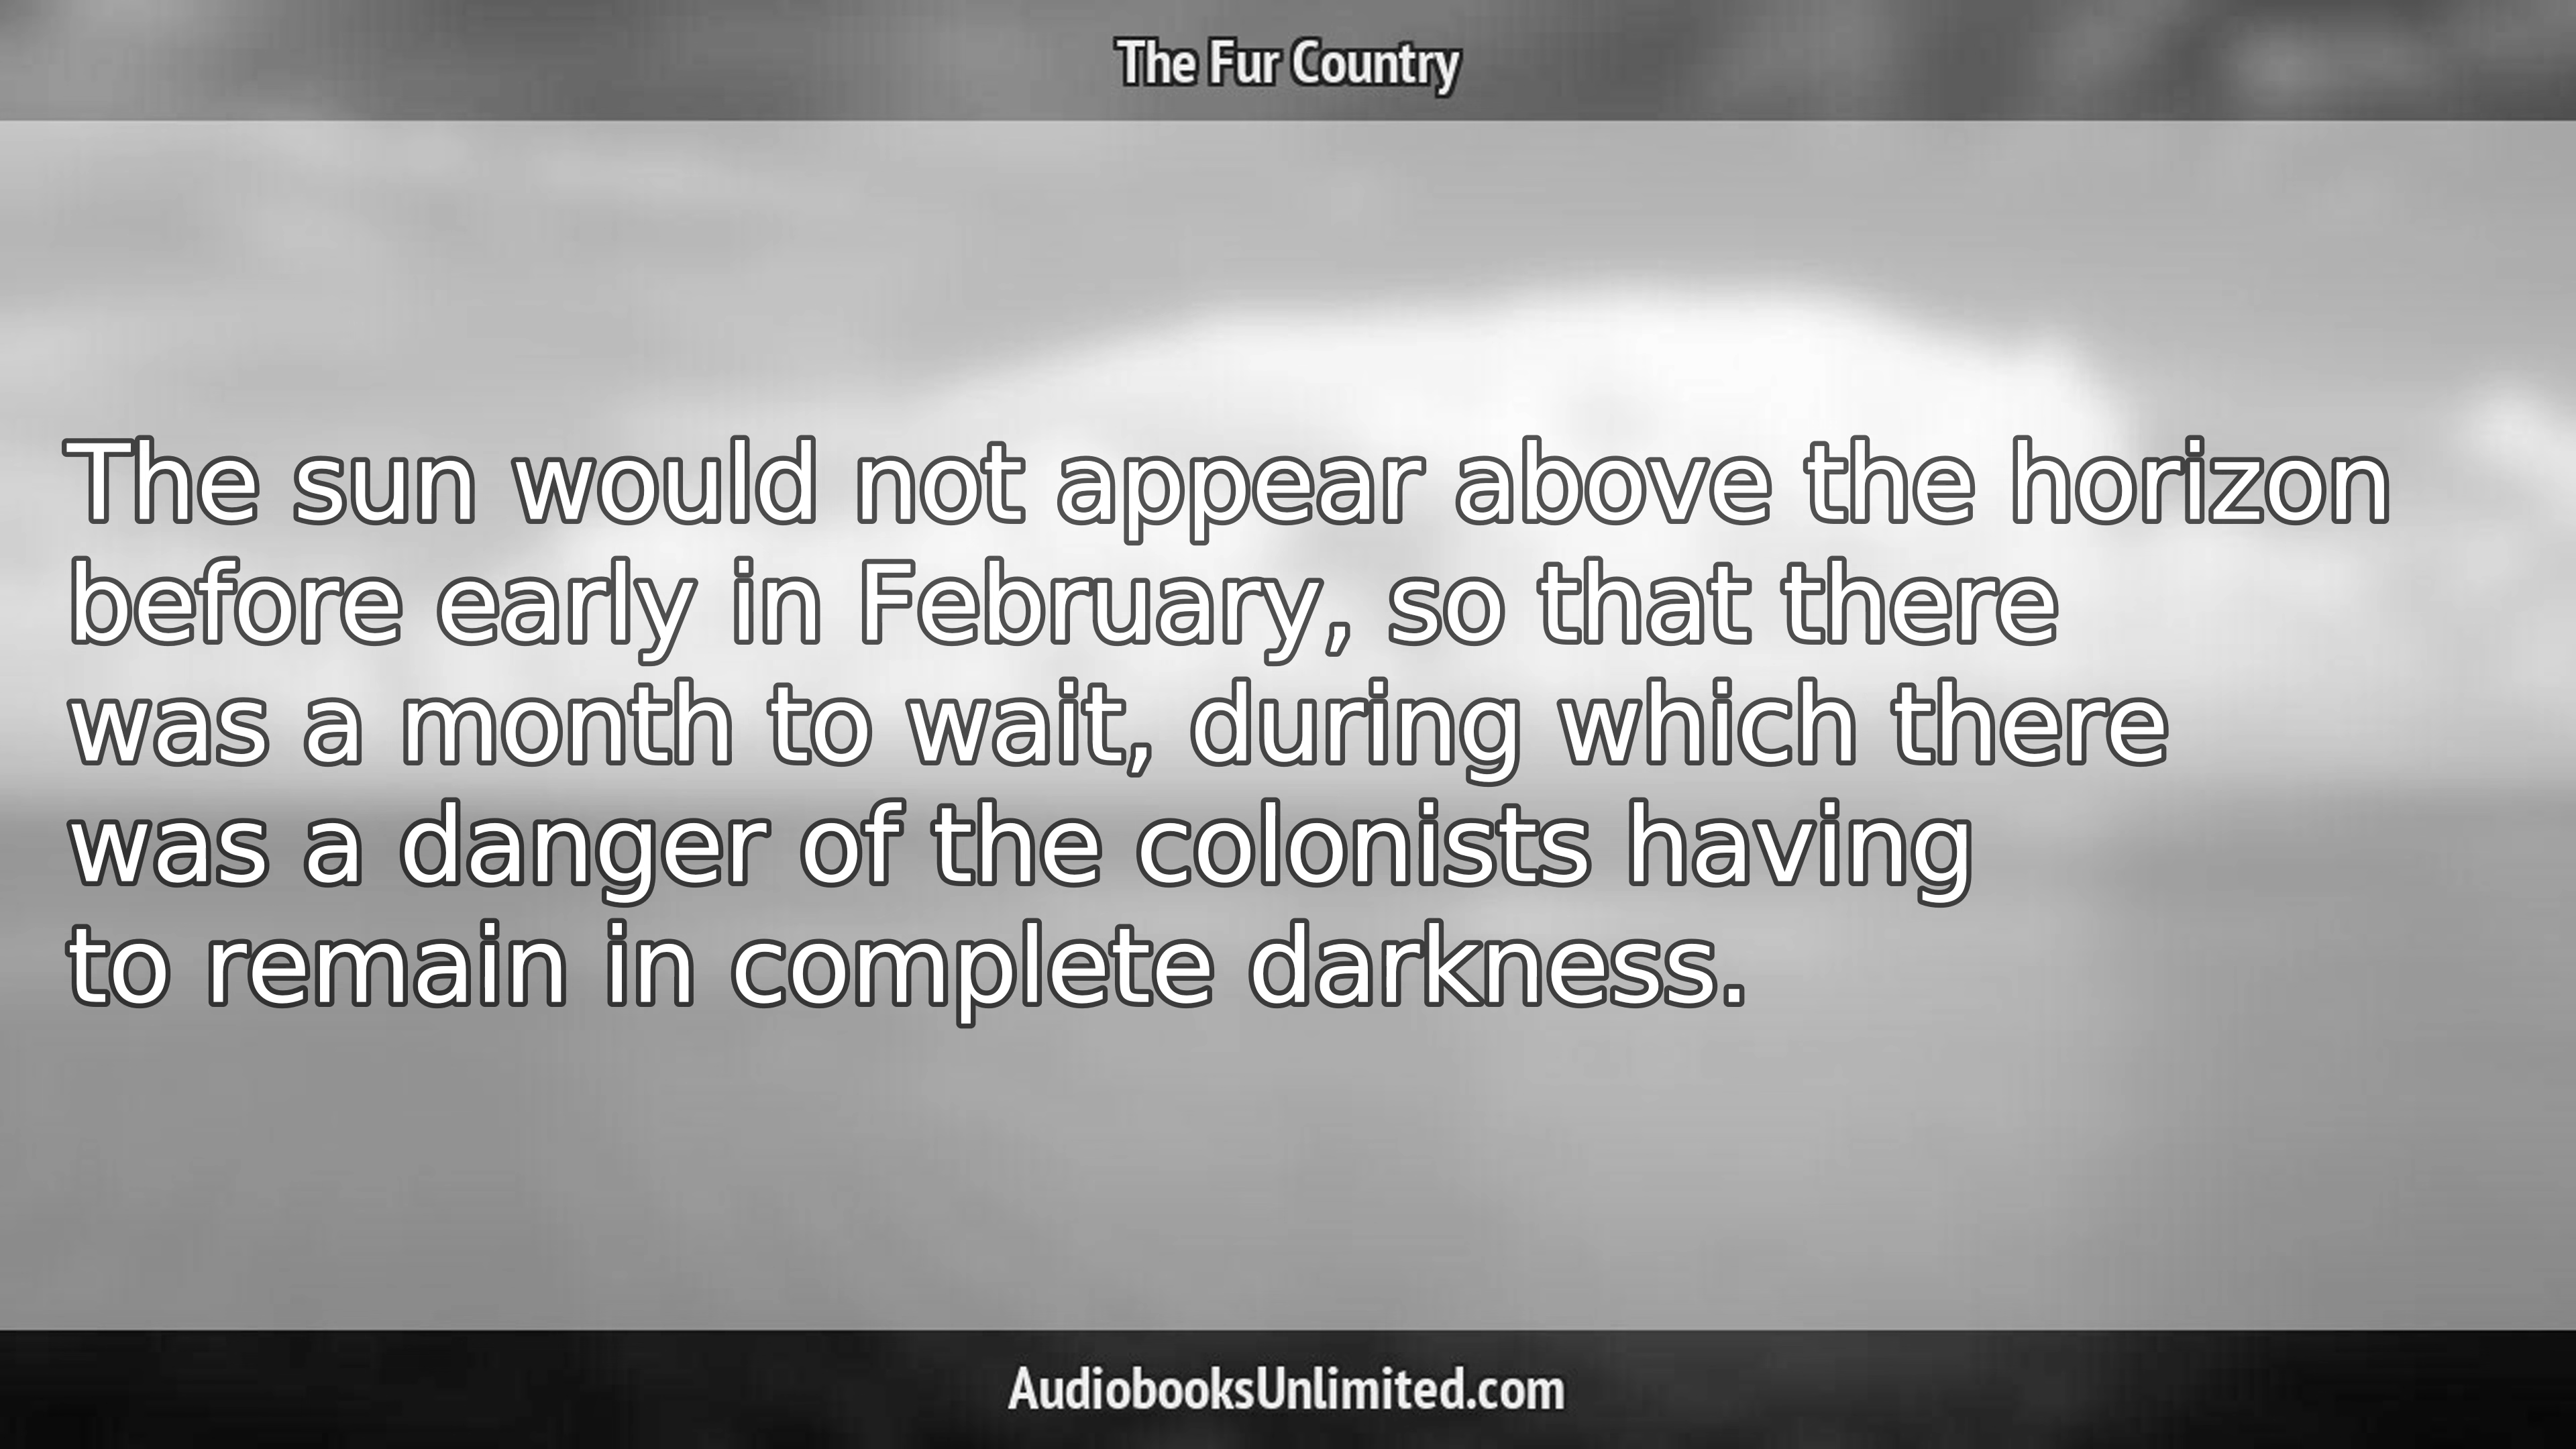 The Fur Country
The sun would not appear above the horizon
before early in February, so that there
was a month to wait, during which there
was a danger of the colonists having
to remain in complete darkness.
AudiobooksUnlimited.com